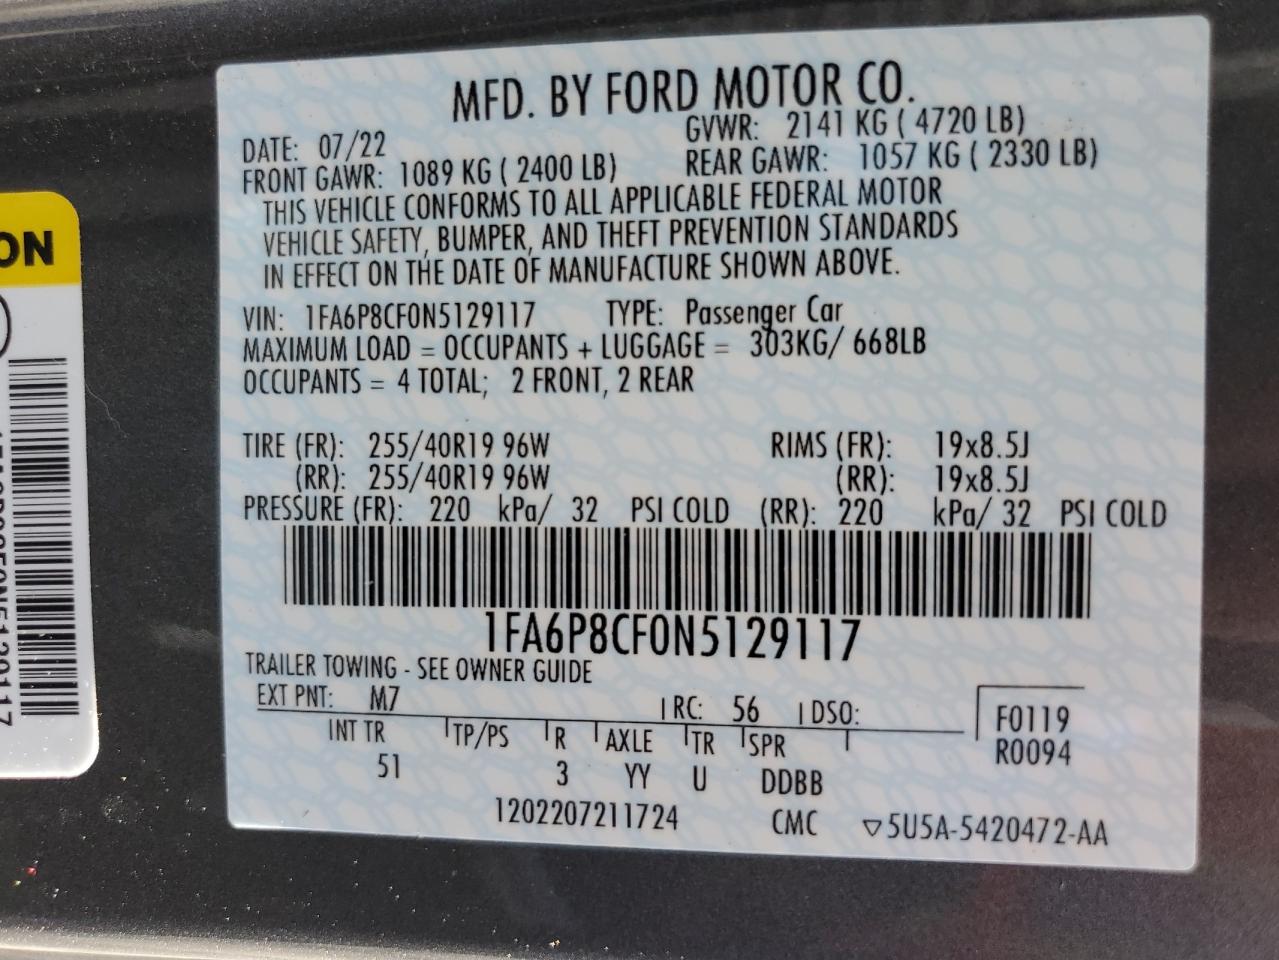 MFD. BY FORD MOTOR CO.
DATE: 07/22 GVWR: 2141 KG ( 4720 LB)
FRONT GAWR: 1089 KG ( 2400 LB) REAR GAWR: 1057 KG ( 2330 LB)
THIS VEHICLE CONFORMS TO ALL APPLICABLE FEDERAL MOTOR
VEHICLE SAFETY, BUMPER, AND THEFT PREVENTION STANDARDS
IN EFFECT ON THE DATE OF MANUFACTURE SHOWN ABOVE.
VIN: 1FA6P8CF0N5129117 TYPE: Passenger Car
MAXIMUM LOAD = OCCUPANTS + LUGGAGE = 303KG/ 668LB
OCCUPANTS = 4 TOTAL; 2 FRONT, 2 REAR
TIRE (FR): 255/40R19 96W RIMS (FR): 19x8.5J
(RR): 255/40R19 96W (RR): 19x8.5J
PRESSURE (FR): 220 kPa/ 32 PSI COLD (RR): 220 kPa/ 32 PSI COLD
1FA6P8CF0N5129117
TRAILER TOWING - SEE OWNER GUIDE
EXT PNT: M7 RC: 56 DSO: F0119
INT TR TP/PS R AXLE TR SPR R0094
51 3 YY U DDBB
1202207211724 CMC ▽5U5A-5420472-AA
ON